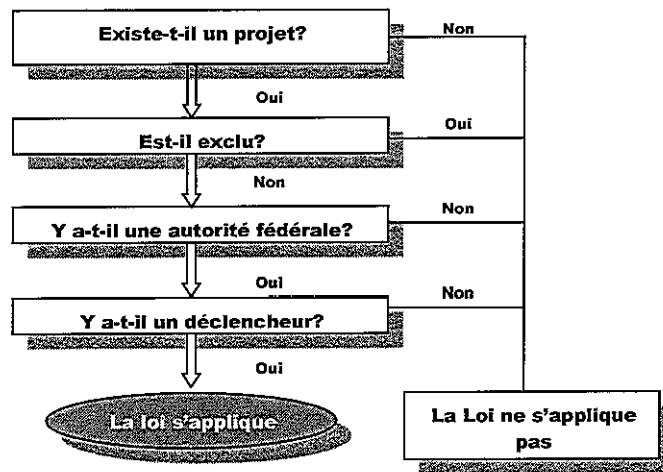 Existe-t-il un projet?
Non
Oui
Est-il exclu?
Oui
Non
Y a-t-il une autorité fédérale?
Non
Oui
Y a-t-il un déclencheur?
Non
Oui
La loi s'applique
La Loi ne s'applique
pas